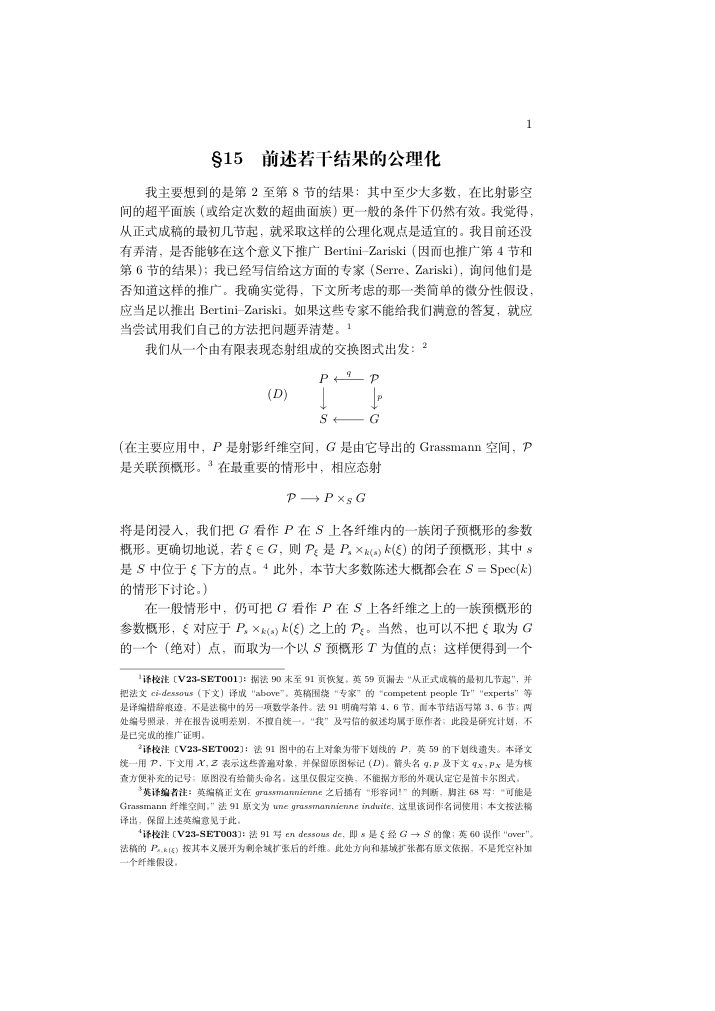 1
§15 前述若干结果的公理化
我主要想到的是第 2 至第 8 节的结果：其中至少大多数，在比射影空
间的超平面族（或给定次数的超曲面族）更一般的条件下仍然有效。我觉得，
从正式成稿的最初几节起，就采取这样的公理化观点是适宜的。我目前还没
有弄清，是否能够在这个意义下推广 Bertini–Zariski（因而也推广第 4 节和
第 6 节的结果）；我已经写信给这方面的专家（Serre、Zariski），询问他们是
否知道这样的推广。我确实觉得，下文所考虑的那一类简单的微分性假设，
应当足以推出 Bertini–Zariski。如果这些专家不能给我们满意的答复，就应
当尝试用我们自己的方法把问题弄清楚。¹
我们从一个由有限表现态射组成的交换图式出发：²
P ←q— 𝒫
(D) ↓ ↓p
S ←— G
（在主要应用中，P 是射影纤维空间，G 是由它导出的 Grassmann 空间，𝒫
是关联预概形。³ 在最重要的情形中，相应态射
𝒫 ⟶ P ×_S G
将是闭浸入，我们把 G 看作 P 在 S 上各纤维内的一族闭子预概形的参数
概形。更确切地说，若 ξ ∈ G，则 𝒫_ξ 是 P_s ×_{k(s)} k(ξ) 的闭子预概形，其中 s
是 S 中位于 ξ 下方的点。⁴ 此外，本节大多数陈述大概都会在 S = Spec(k)
的情形下讨论。）
在一般情形中，仍可把 G 看作 P 在 S 上各纤维之上的一族预概形的
参数概形，ξ 对应于 P_s ×_{k(s)} k(ξ) 之上的 𝒫_ξ。当然，也可以不把 ξ 取为 G
的一个（绝对）点，而取为一个以 S 预概形 T 为值的点；这样便得到一个
¹译校注〔V23-SET001〕：据法 90 末至 91 页恢复。英 59 页漏去 “从正式成稿的最初几节起”，并
把法文 ci-dessous（下文）译成 “above”。英稿围绕 “专家” 的 “competent people Tr” “experts” 等
是译编措辞痕迹，不是法稿中的另一项数学条件。法 91 明确写第 4、6 节，而本节结语写第 3、6 节；两
处编号照录，并在报告说明差别，不擅自统一。“我” 及写信的叙述均属于原作者；此段是研究计划，不
是已完成的推广证明。
²译校注〔V23-SET002〕：法 91 图中的右上对象为带下划线的 P，英 59 的下划线遗失。本译文
统一用 𝒫、下文用 𝒳, 𝒵 表示这些普遍对象，并保留原图标记 (D)。箭头名 q, p 及下文 q_X, p_X 是为核
查方便补充的记号；原图没有给箭头命名。这里仅假定交换，不能据方形的外观认定它是笛卡尔图式。
³英译编者注：英编稿正文在 grassmannienne 之后插有 “形容词！” 的判断，脚注 68 写：“可能是
Grassmann 纤维空间。” 法 91 原文为 une grassmannienne induite，这里该词作名词使用；本文按法稿
译出，保留上述英编意见于此。
⁴译校注〔V23-SET003〕：法 91 写 en dessous de，即 s 是 ξ 经 G → S 的像；英 60 误作 “over”。
法稿的 P_{s,k(ξ)} 按其本义展开为剩余域扩张后的纤维。此处方向和基域扩张都有原文依据，不是凭空补加
一个纤维假设。